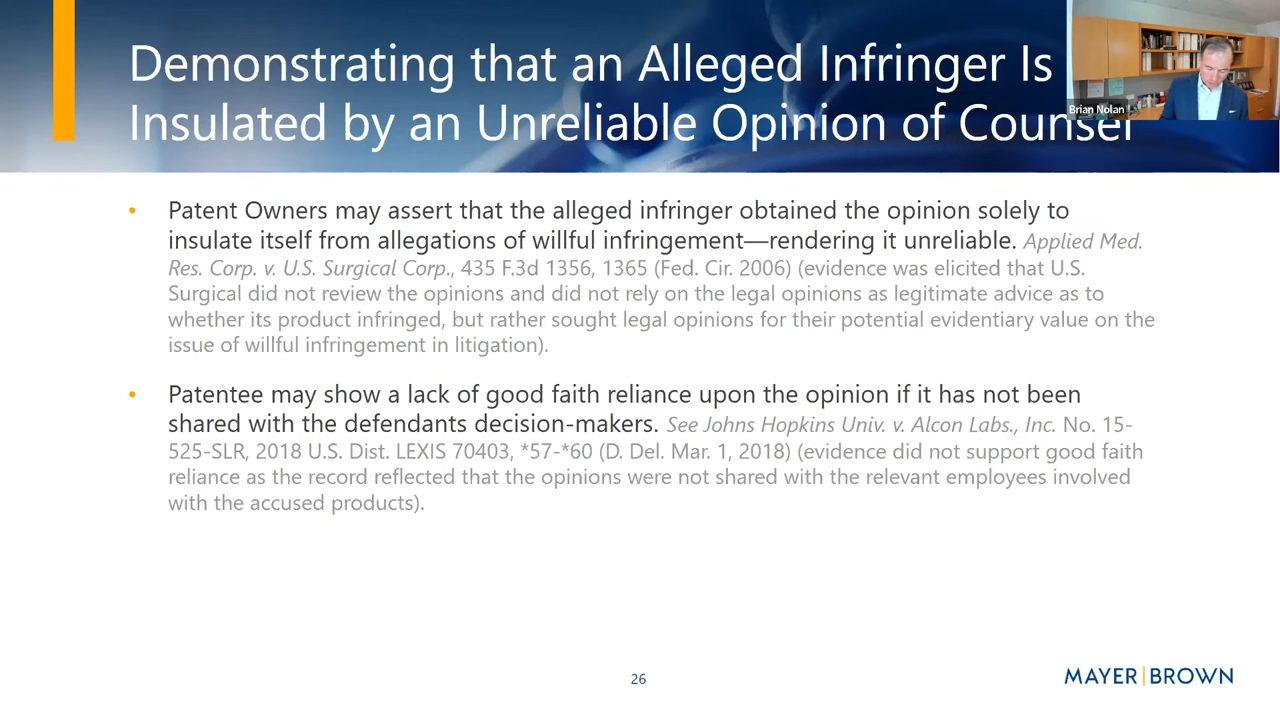 Demonstrating that an Alleged Infringer Is
Insulated by an Unreliable Opinion of Counsel
Brian Nolan
• Patent Owners may assert that the alleged infringer obtained the opinion solely to
insulate itself from allegations of willful infringement—rendering it unreliable. Applied Med.
Res. Corp. v. U.S. Surgical Corp., 435 F.3d 1356, 1365 (Fed. Cir. 2006) (evidence was elicited that U.S.
Surgical did not review the opinions and did not rely on the legal opinions as legitimate advice as to
whether its product infringed, but rather sought legal opinions for their potential evidentiary value on the
issue of willful infringement in litigation).
• Patentee may show a lack of good faith reliance upon the opinion if it has not been
shared with the defendants decision-makers. See Johns Hopkins Univ. v. Alcon Labs., Inc. No. 15-
525-SLR, 2018 U.S. Dist. LEXIS 70403, *57-*60 (D. Del. Mar. 1, 2018) (evidence did not support good faith
reliance as the record reflected that the opinions were not shared with the relevant employees involved
with the accused products).
26
MAYER|BROWN